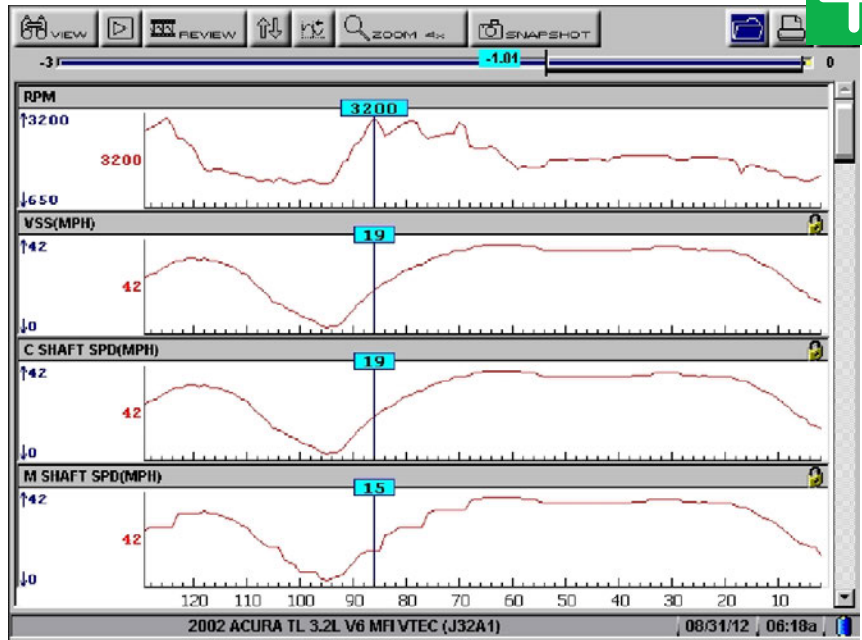 VIEW REVIEW ZOOM 4x SNAPSHOT
-3 -1.01 0
RPM
3200
↑3200
3200
↓650
VSS(MPH)
19
↑42
42
↓0
C SHAFT SPD(MPH)
19
↑42
42
↓0
M SHAFT SPD(MPH)
15
↑42
42
↓0
120 110 100 90 80 70 60 50 40 30 20 10
2002 ACURA TL 3.2L V6 MFI VTEC (J32A1) 08/31/12 06:18a